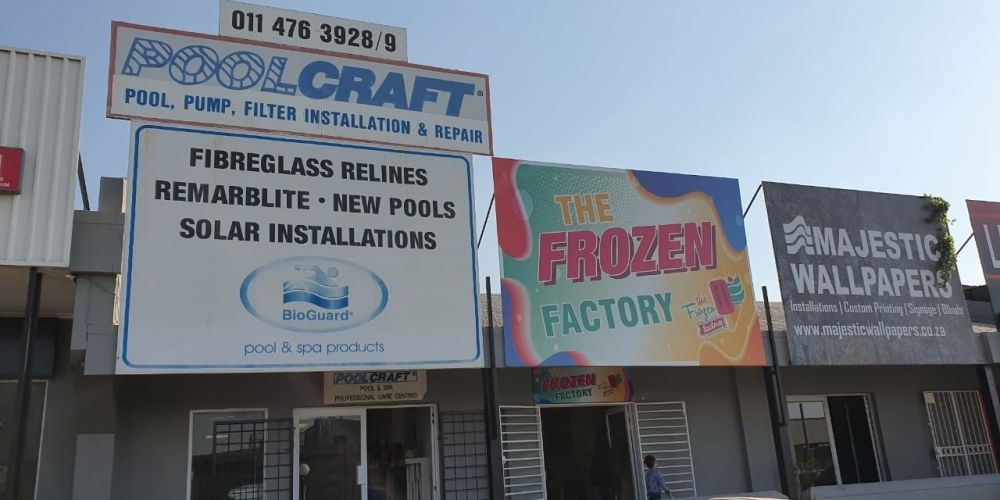 011 476 3928/9
POOLCRAFT®
POOL, PUMP, FILTER INSTALLATION & REPAIR
FIBREGLASS RELINES
REMARBLITE • NEW POOLS
SOLAR INSTALLATIONS
BioGuard®
pool & spa products
POOLCRAFT®
POOL & SPA
PROFESSIONAL CARE CENTRES
THE
FROZEN
FACTORY
the
Frozen
factory
THE
FROZEN
FACTORY
MAJESTIC
WALLPAPERS
Installations | Custom Printing | Signage | Blinds
www.majesticwallpapers.co.za